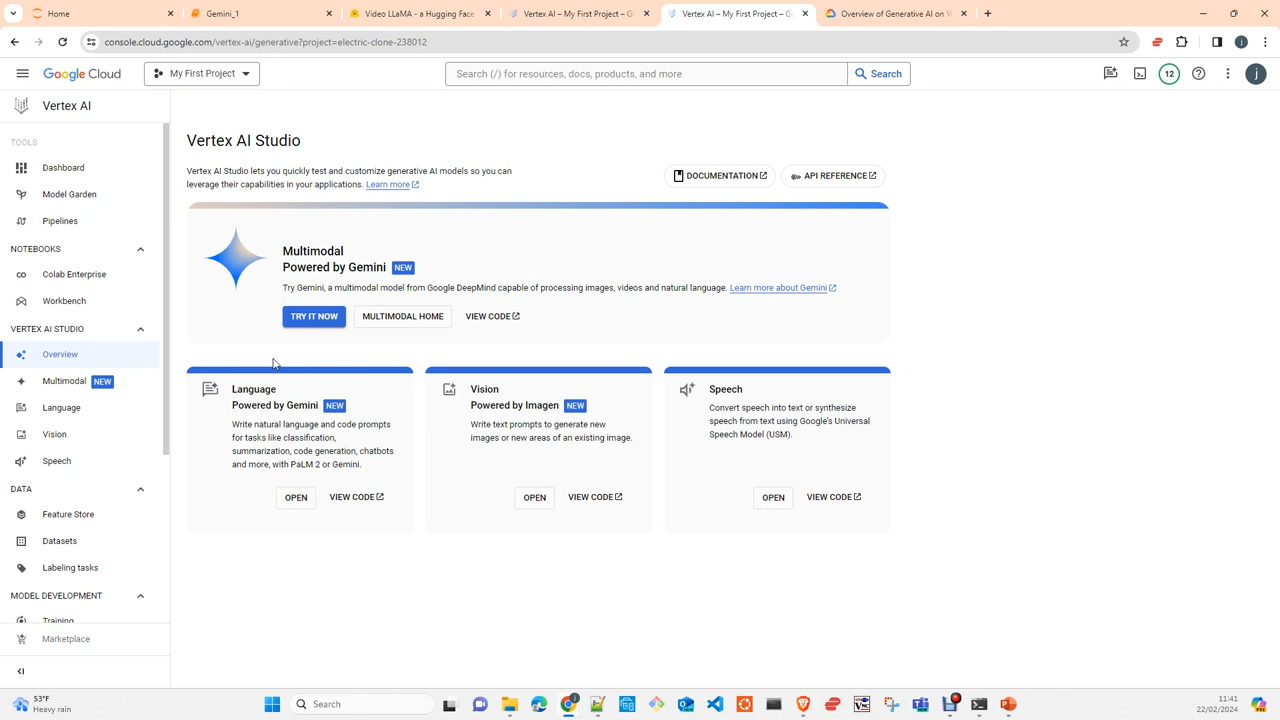 Home
Gemini_1
Video LLaMA - a Hugging Face
Vertex AI – My First Project – Go
Vertex AI – My First Project – Go
Overview of Generative AI on V
console.cloud.google.com/vertex-ai/generative?project=electric-clone-238012
Google Cloud
My First Project
Search (/) for resources, docs, products, and more
Search
12
j
Vertex AI
TOOLS
Dashboard
Model Garden
Pipelines
NOTEBOOKS
Colab Enterprise
Workbench
VERTEX AI STUDIO
Overview
Multimodal NEW
Language
Vision
Speech
DATA
Feature Store
Datasets
Labeling tasks
MODEL DEVELOPMENT
Training
Marketplace
Vertex AI Studio
Vertex AI Studio lets you quickly test and customize generative AI models so you can
leverage their capabilities in your applications. Learn more
DOCUMENTATION
API REFERENCE
Multimodal
Powered by Gemini NEW
Try Gemini, a multimodal model from Google DeepMind capable of processing images, videos and natural language. Learn more about Gemini
TRY IT NOW
MULTIMODAL HOME
VIEW CODE
Language
Powered by Gemini NEW
Write natural language and code prompts
for tasks like classification,
summarization, code generation, chatbots
and more, with PaLM 2 or Gemini.
OPEN
VIEW CODE
Vision
Powered by Imagen NEW
Write text prompts to generate new
images or new areas of an existing image.
OPEN
VIEW CODE
Speech
Convert speech into text or synthesize
speech from text using Google's Universal
Speech Model (USM).
OPEN
VIEW CODE
53°F
Heavy rain
Search
11:41
22/02/2024